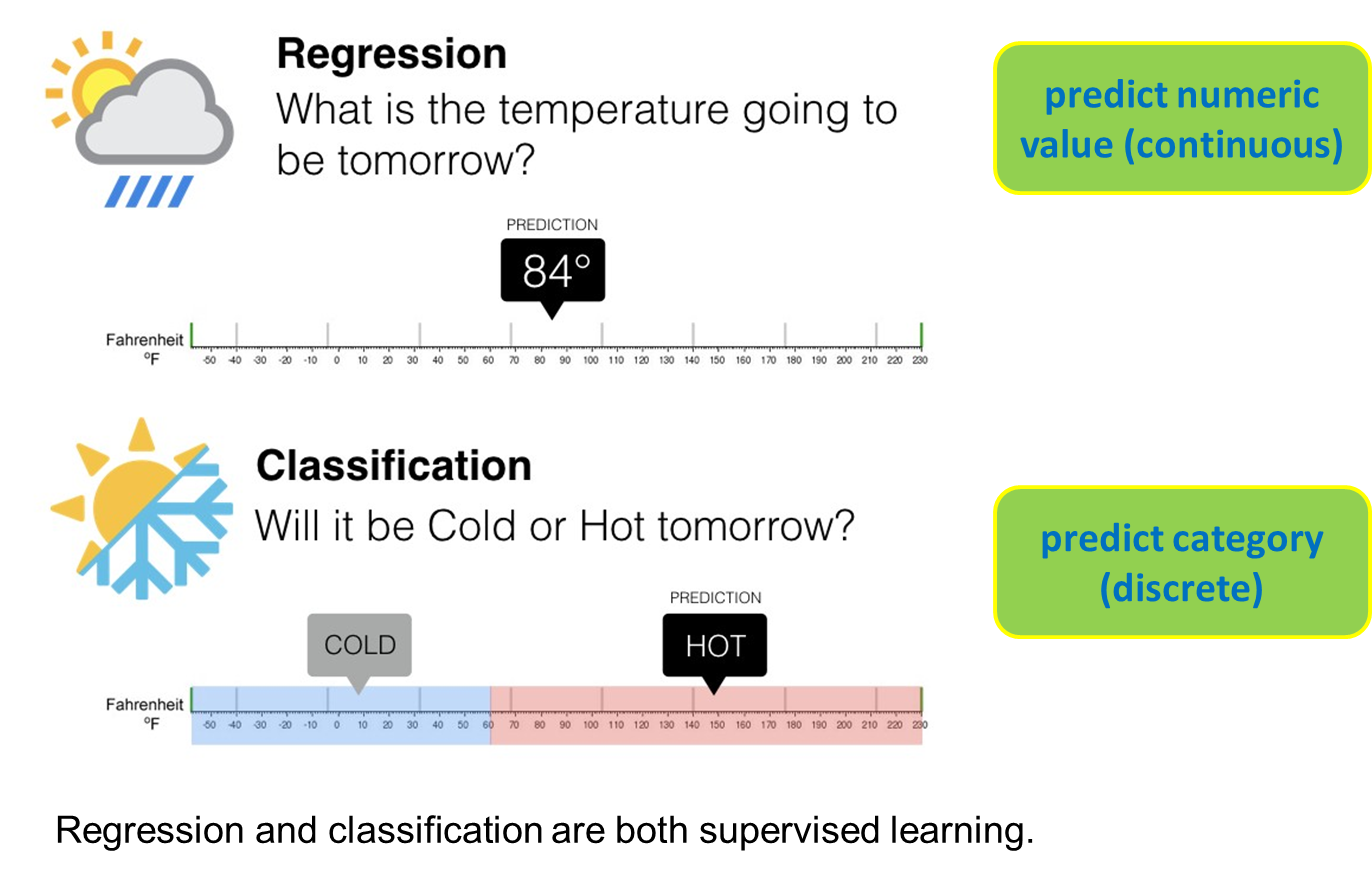 Regression
What is the temperature going to
be tomorrow?
predict numeric
value (continuous)
PREDICTION
84°
Fahrenheit
ºF
-50 -40 -30 -20 -10 0 10 20 30 40 50 60 70 80 90 100 110 120 130 140 150 160 170 180 190 200 210 220 230
Classification
Will it be Cold or Hot tomorrow?
predict category
(discrete)
PREDICTION
COLD
HOT
Fahrenheit
ºF
-50 -40 -30 -20 -10 0 10 20 30 40 50 60 70 80 90 100 110 120 130 140 150 160 170 180 190 200 210 220 230
Regression and classification are both supervised learning.